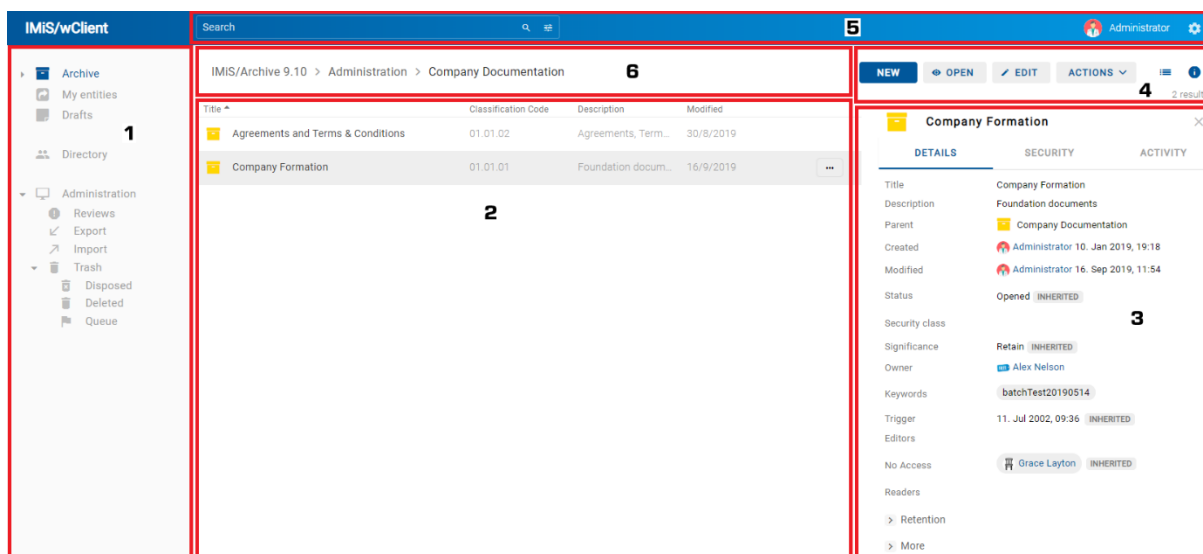 IMiS/wClient
Search
5
Administrator
Archive
My entities
Drafts
1
Directory
Administration
Reviews
Export
Import
Trash
Disposed
Deleted
Queue
IMiS/Archive 9.10 > Administration > Company Documentation
6
Title Classification Code Description Modified
Agreements and Terms & Conditions 01.01.02 Agreements, Term... 30/8/2019
Company Formation 01.01.01 Foundation docum... 16/9/2019 ...
2
NEW OPEN EDIT ACTIONS
4
2 result
Company Formation
DETAILS SECURITY ACTIVITY
Title Company Formation
Description Foundation documents
Parent Company Documentation
Created Administrator 10. Jan 2019, 19:18
Modified Administrator 16. Sep 2019, 11:54
Status Opened INHERITED
3
Security class
Significance Retain INHERITED
Owner Alex Nelson
Keywords batchTest20190514
Trigger 11. Jul 2002, 09:36 INHERITED
Editors
No Access Grace Layton INHERITED
Readers
> Retention
> More